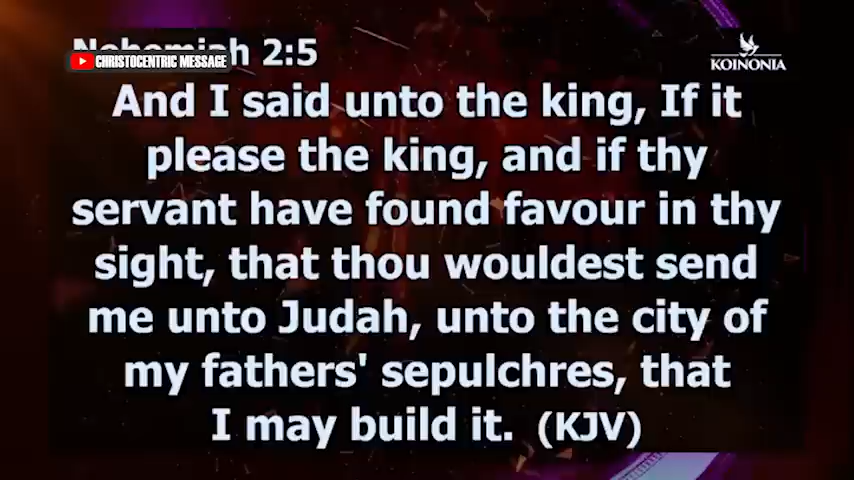 Nehemiah 2:5
CHRISTOCENTRIC MESSAGE
KOINONIA
And I said unto the king, If it
please the king, and if thy
servant have found favour in thy
sight, that thou wouldest send
me unto Judah, unto the city of
my fathers' sepulchres, that
I may build it. (KJV)